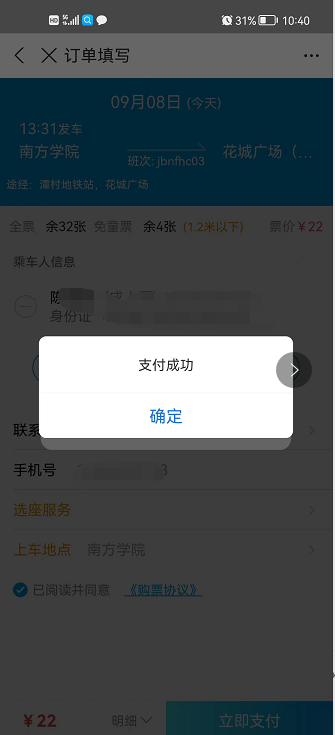 HD 5G 31% 10:40
订单填写
09月08日 (今天)
13:31发车
南方学院 花城广场（...
班次: jbnfhc03
途经：潭村地铁站，花城广场
全票 余32张 免童票 余4张 (1.2米以下) 票价￥22
乘车人信息
陈
身份证
支付成功
确定
联系
手机号 3
选座服务
上车地点 南方学院
已阅读并同意 《购票协议》
￥22 明细 立即支付